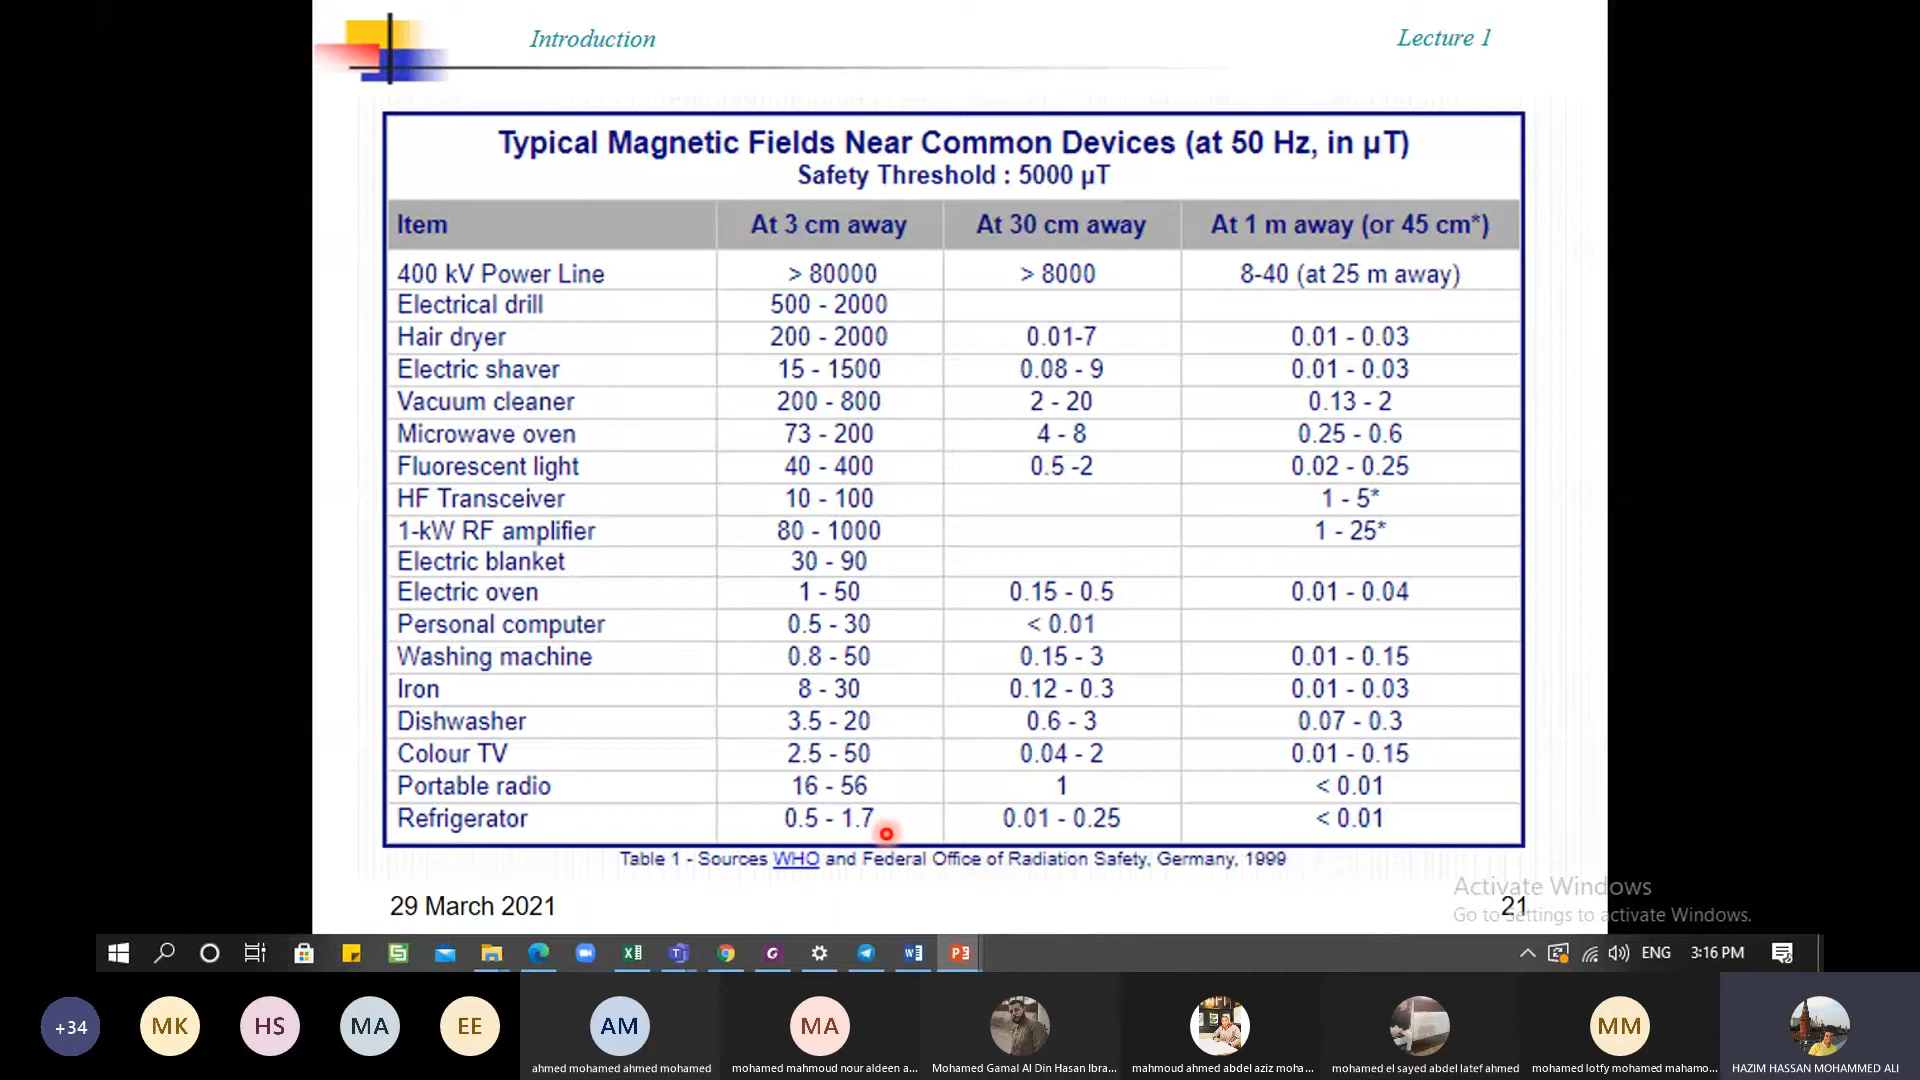 Introduction
Lecture 1
Typical Magnetic Fields Near Common Devices (at 50 Hz, in µT)
Safety Threshold : 5000 µT
Item At 3 cm away At 30 cm away At 1 m away (or 45 cm*)
400 kV Power Line > 80000 > 8000 8-40 (at 25 m away)
Electrical drill 500 - 2000
Hair dryer 200 - 2000 0.01-7 0.01 - 0.03
Electric shaver 15 - 1500 0.08 - 9 0.01 - 0.03
Vacuum cleaner 200 - 800 2 - 20 0.13 - 2
Microwave oven 73 - 200 4 - 8 0.25 - 0.6
Fluorescent light 40 - 400 0.5 -2 0.02 - 0.25
HF Transceiver 10 - 100 1 - 5*
1-kW RF amplifier 80 - 1000 1 - 25*
Electric blanket 30 - 90
Electric oven 1 - 50 0.15 - 0.5 0.01 - 0.04
Personal computer 0.5 - 30 < 0.01
Washing machine 0.8 - 50 0.15 - 3 0.01 - 0.15
Iron 8 - 30 0.12 - 0.3 0.01 - 0.03
Dishwasher 3.5 - 20 0.6 - 3 0.07 - 0.3
Colour TV 2.5 - 50 0.04 - 2 0.01 - 0.15
Portable radio 16 - 56 1 < 0.01
Refrigerator 0.5 - 1.7 0.01 - 0.25 < 0.01
Table 1 - Sources WHO and Federal Office of Radiation Safety, Germany, 1999
29 March 2021
21
Activate Windows
Go to Settings to activate Windows.
ENG 3:16 PM
+34 MK HS MA EE AM MA MM
ahmed mohamed ahmed mohamed
mohamed mahmoud nour aldeen a...
Mohamed Gamal Al Din Hasan Ibra...
mahmoud ahmed abdel aziz moha...
mohamed el sayed abdel latef ahmed
mohamed lotfy mohamed mahamo...
HAZIM HASSAN MOHAMMED ALI